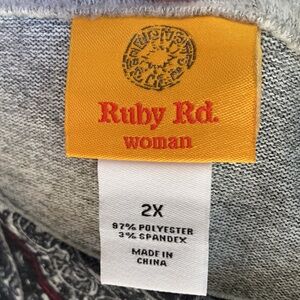 Ruby Rd.
woman
2X
97% POLYESTER
3% SPANDEX
MADE IN
CHINA